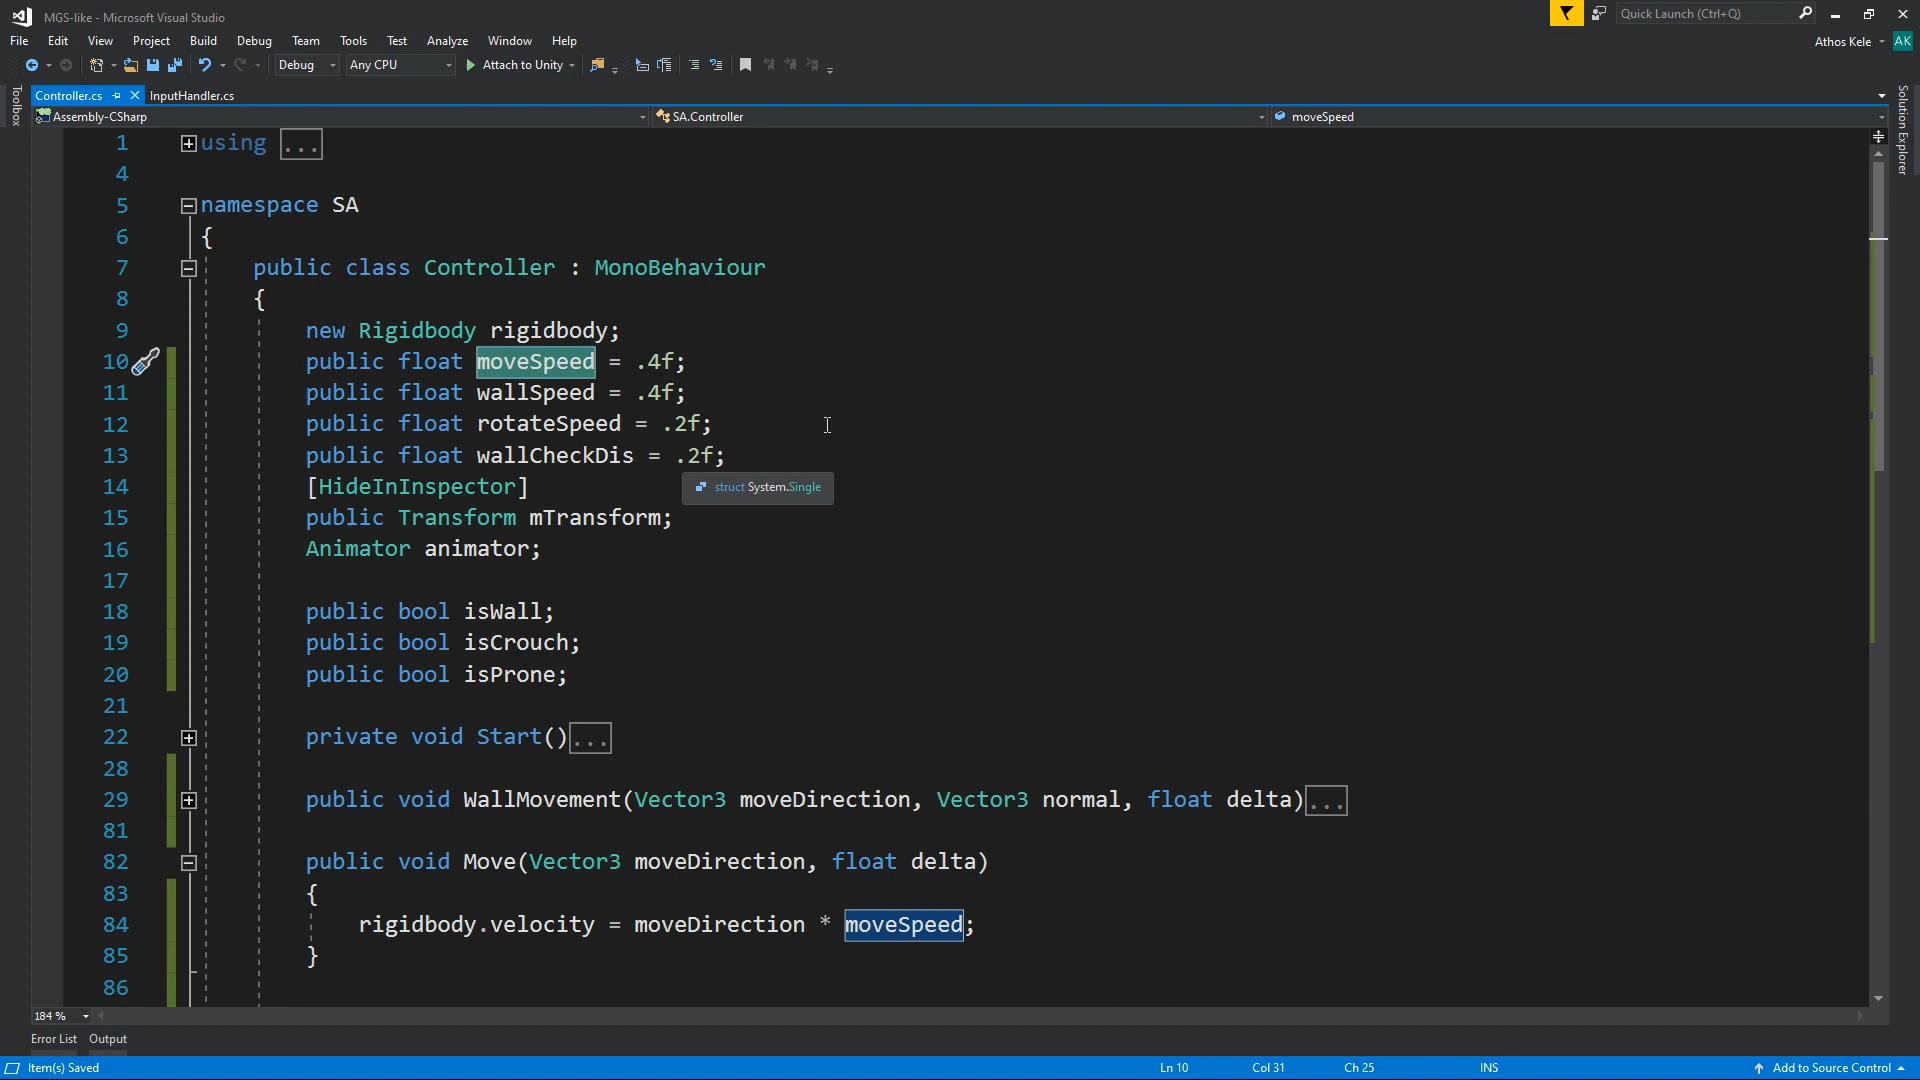 MGS-like - Microsoft Visual Studio
Quick Launch (Ctrl+Q)
File Edit View Project Build Debug Team Tools Test Analyze Window Help
Athos Kele AK
Debug Any CPU Attach to Unity
Toolbox
Controller.cs InputHandler.cs
Solution Explorer
Assembly-CSharp SA.Controller moveSpeed
1 using ...
4
5 namespace SA
6 {
7 public class Controller : MonoBehaviour
8 {
9 new Rigidbody rigidbody;
10 public float moveSpeed = .4f;
11 public float wallSpeed = .4f;
12 public float rotateSpeed = .2f;
13 public float wallCheckDis = .2f;
14 [HideInInspector]
struct System.Single
15 public Transform mTransform;
16 Animator animator;
17
18 public bool isWall;
19 public bool isCrouch;
20 public bool isProne;
21
22 private void Start()...
28
29 public void WallMovement(Vector3 moveDirection, Vector3 normal, float delta)...
81
82 public void Move(Vector3 moveDirection, float delta)
83 {
84 rigidbody.velocity = moveDirection * moveSpeed;
85 }
86
184 %
Error List Output
Item(s) Saved Ln 10 Col 31 Ch 25 INS Add to Source Control